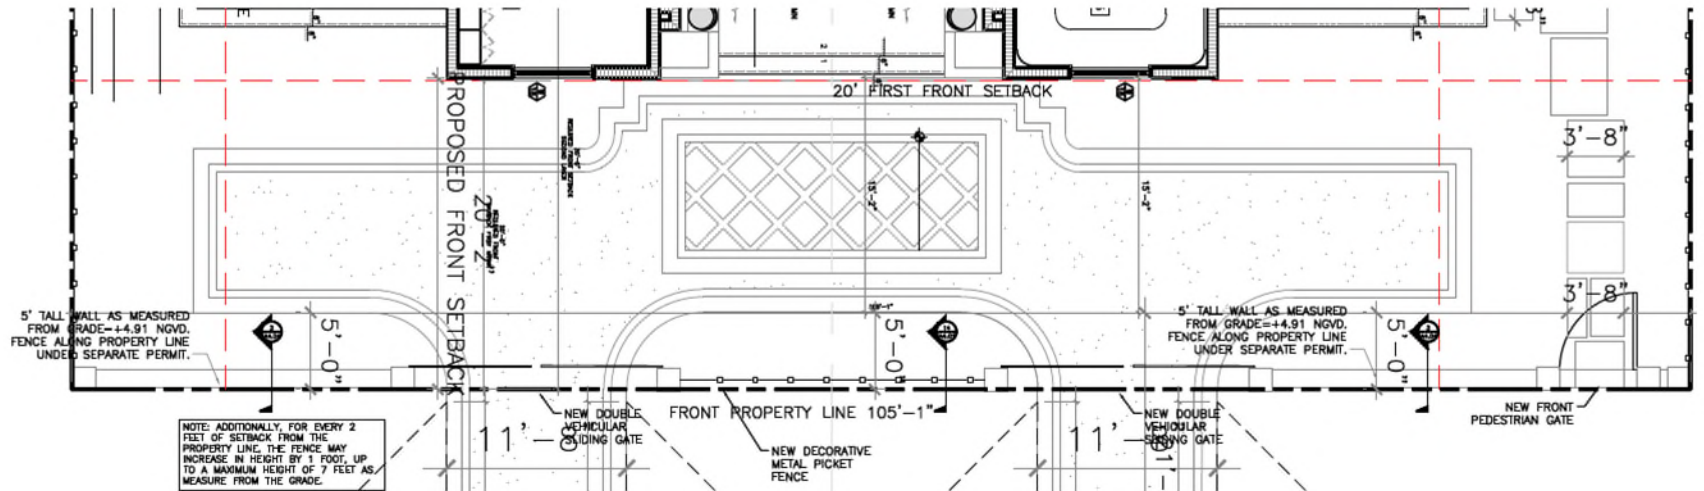 20' FIRST FRONT SETBACK
PROPOSED FRONT SETBACK
15'-2"
15'-2"
3'-8"
3'-8"
5' TALL WALL AS MEASURED
FROM GRADE=+4.91 NGVD.
FENCE ALONG PROPERTY LINE
UNDER SEPARATE PERMIT.
5'-0"
5'-0"
5' TALL WALL AS MEASURED
FROM GRADE=+4.91 NGVD.
FENCE ALONG PROPERTY LINE
UNDER SEPARATE PERMIT.
5'-0"
NOTE: ADDITIONALLY, FOR EVERY 2
FEET OF SETBACK FROM THE
PROPERTY LINE, THE FENCE MAY
INCREASE IN HEIGHT BY 1 FOOT, UP
TO A MAXIMUM HEIGHT OF 7 FEET AS
MEASURE FROM THE GRADE.
NEW DOUBLE
VEHICULAR
SLIDING GATE
FRONT PROPERTY LINE 105'-1"
NEW DECORATIVE
METAL PICKET
FENCE
NEW DOUBLE
VEHICULAR
SLIDING GATE
NEW FRONT
PEDESTRIAN GATE